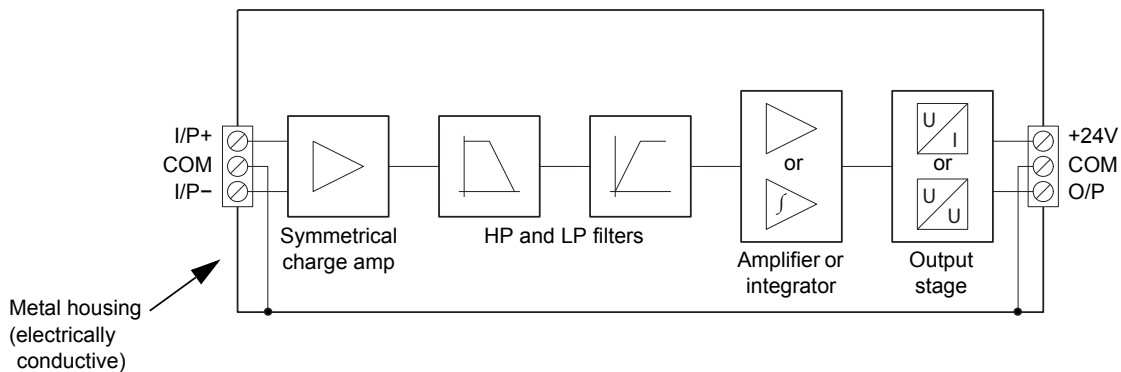 I/P+
COM
I/P−
Symmetrical
charge amp
HP and LP filters
or
∫
Amplifier or
integrator
U
I
or
U
U
Output
stage
+24V
COM
O/P
Metal housing
(electrically
conductive)